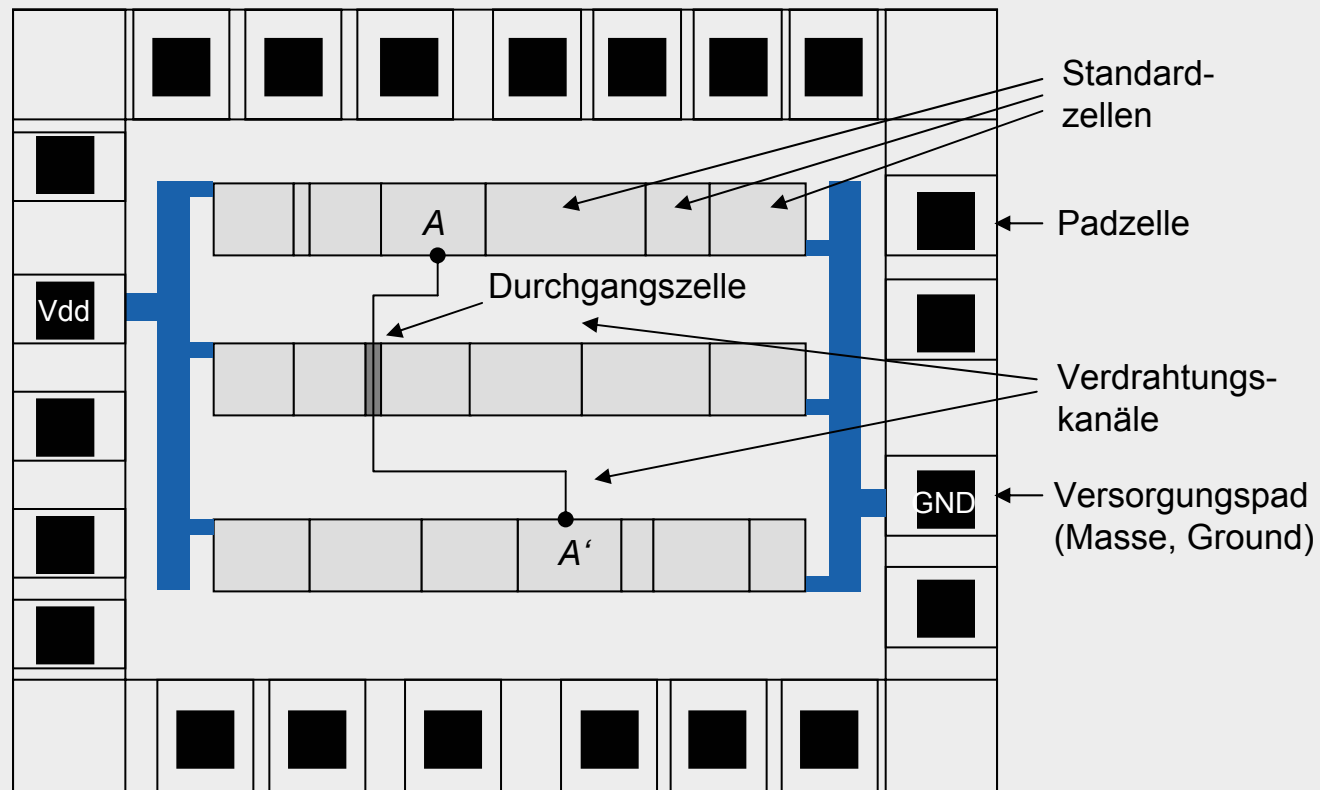 Standard-
zellen
A
Padzelle
Durchgangszelle
Vdd
Verdrahtungs-
kanäle
GND
Versorgungspad
(Masse, Ground)
A‘